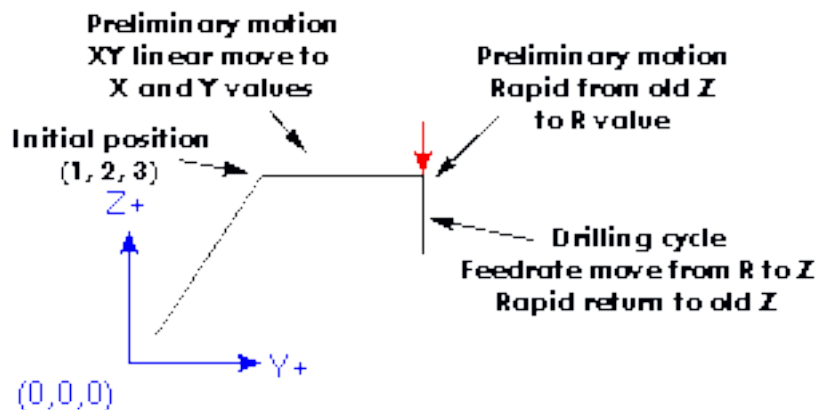 Preliminary motion
XY linear move to
X and Y values
Preliminary motion
Rapid from old Z
to R value
Initial position
(1, 2, 3)
Z+
Drilling cycle
Feedrate move from R to Z
Rapid return to old Z
Y+
(0,0,0)